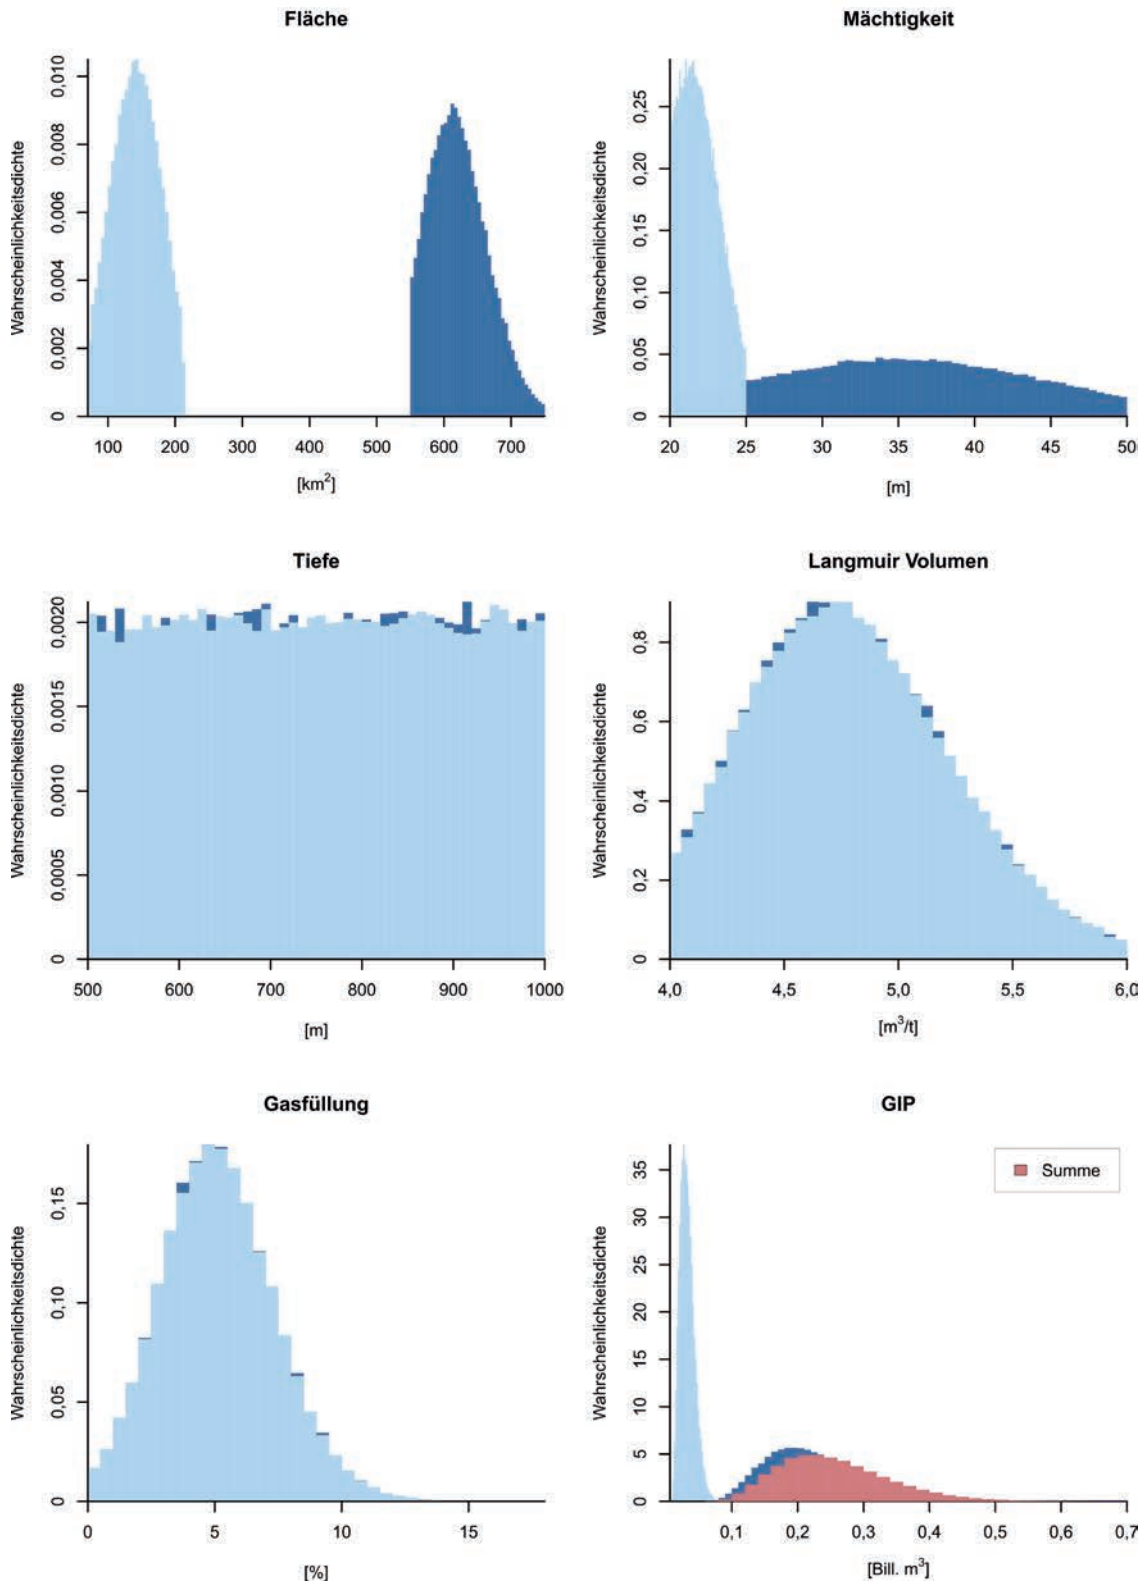 Fläche
Wahrscheinlichkeitsdichte
0 0,002 0,004 0,006 0,008 0,010
100 200 300 400 500 600 700
[km²]
Mächtigkeit
Wahrscheinlichkeitsdichte
0 0,05 0,10 0,15 0,20 0,25
20 25 30 35 40 45 50
[m]
Tiefe
Wahrscheinlichkeitsdichte
0 0,0005 0,0010 0,0015 0,0020
500 600 700 800 900 1000
[m]
Langmuir Volumen
Wahrscheinlichkeitsdichte
0 0,2 0,4 0,6 0,8
4,0 4,5 5,0 5,5 6,0
[m³/t]
Gasfüllung
Wahrscheinlichkeitsdichte
0 0,05 0,10 0,15
0 5 10 15
[%]
GIP
Summe
Wahrscheinlichkeitsdichte
0 5 10 15 20 25 30 35
0,1 0,2 0,3 0,4 0,5 0,6 0,7
[Bill. m³]